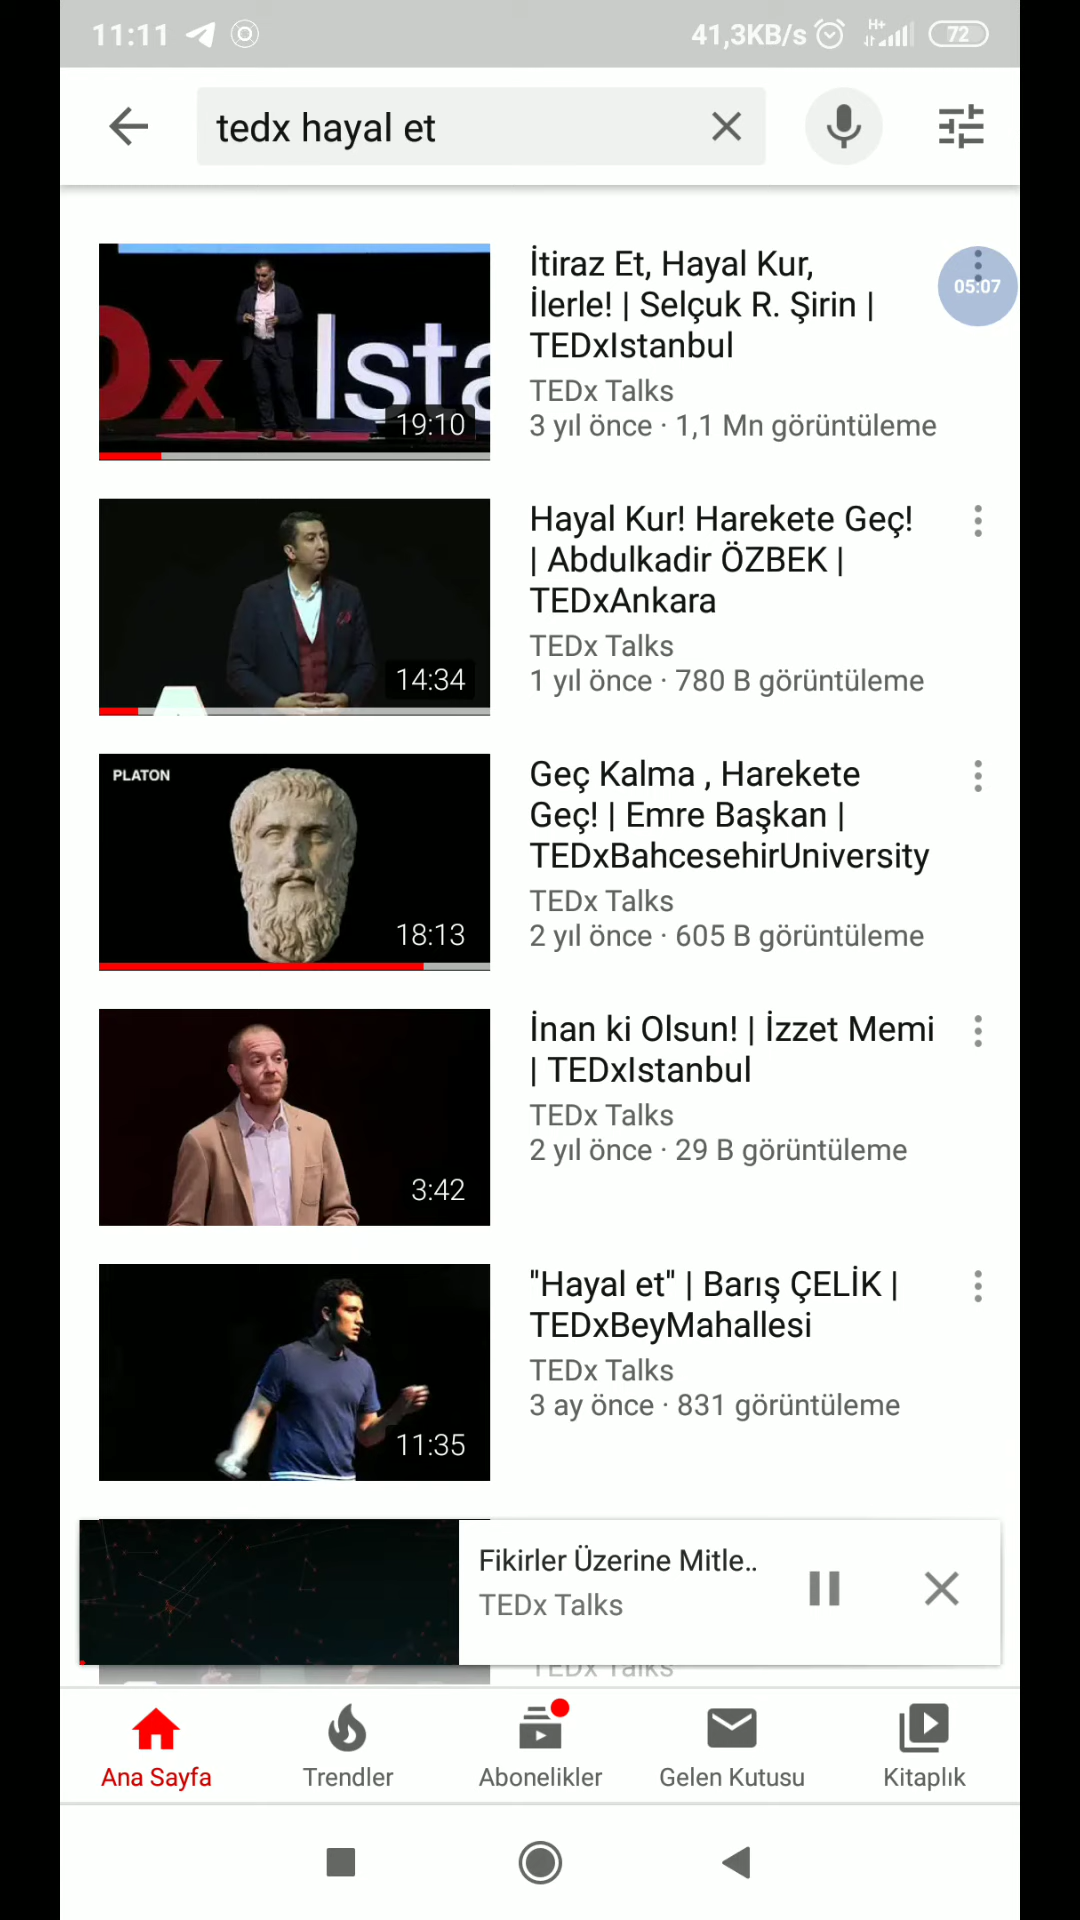 11:11
41,3KB/s
H+
72
tedx hayal et
Dx Ista
19:10
İtiraz Et, Hayal Kur,
İlerle! | Selçuk R. Şirin |
TEDxIstanbul
TEDx Talks
3 yıl önce · 1,1 Mn görüntüleme
05:07
14:34
Hayal Kur! Harekete Geç!
| Abdulkadir ÖZBEK |
TEDxAnkara
TEDx Talks
1 yıl önce · 780 B görüntüleme
PLATON
18:13
Geç Kalma , Harekete
Geç! | Emre Başkan |
TEDxBahcesehirUniversity
TEDx Talks
2 yıl önce · 605 B görüntüleme
3:42
İnan ki Olsun! | İzzet Memi
| TEDxIstanbul
TEDx Talks
2 yıl önce · 29 B görüntüleme
11:35
"Hayal et" | Barış ÇELİK |
TEDxBeyMahallesi
TEDx Talks
3 ay önce · 831 görüntüleme
Fikirler Üzerine Mitle..
TEDx Talks
TEDx Talks
Ana Sayfa
Trendler
Abonelikler
Gelen Kutusu
Kitaplık